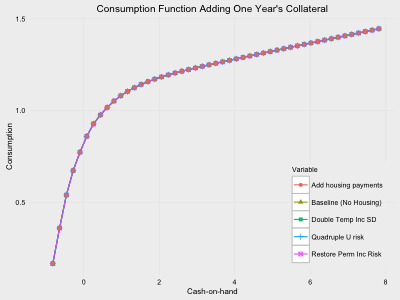 Consumption Function Adding One Year's Collateral
1.5
1.0
0.5
Consumption
0
2
4
6
8
Cash-on-hand
Variable
Add housing payments
Baseline (No Housing)
Double Temp Inc SD
Quadruple U risk
Restore Perm Inc Risk